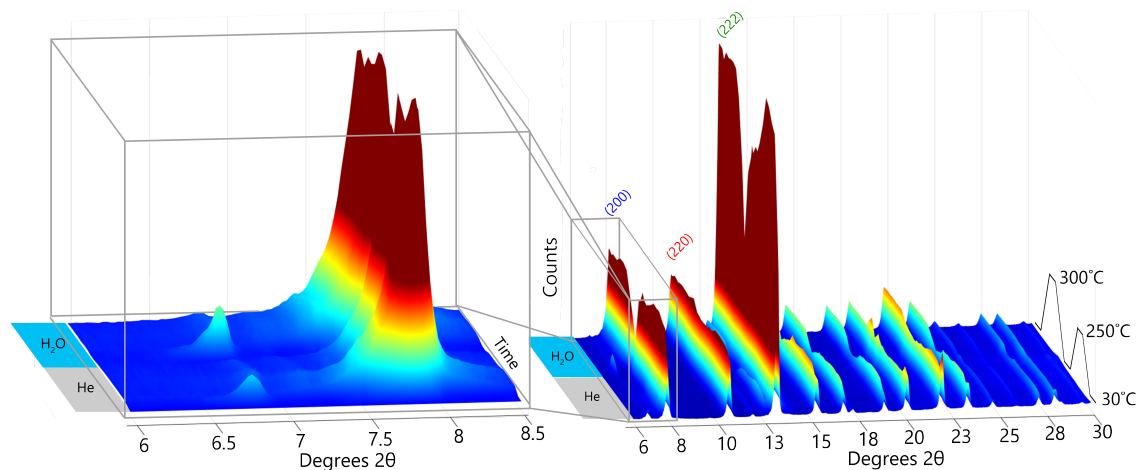 H₂O
He
Time
6
6.5
7
7.5
8
8.5
Degrees 2θ
(200)
(220)
(222)
Counts
H₂O
He
300°C
250°C
30°C
6
8
10
13
15
18
20
23
25
28
30
Degrees 2θ